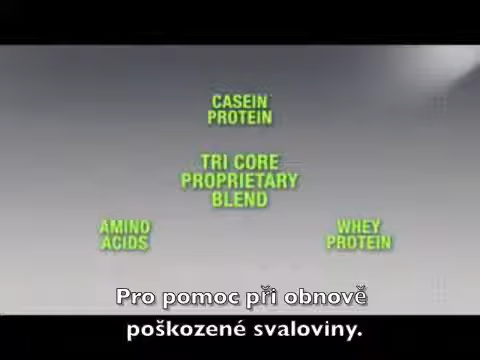 CASEIN
PROTEIN
TRI CORE
PROPRIETARY
BLEND
AMINO
ACIDS
WHEY
PROTEIN
Pro pomoc při obnově
poškozené svaloviny.